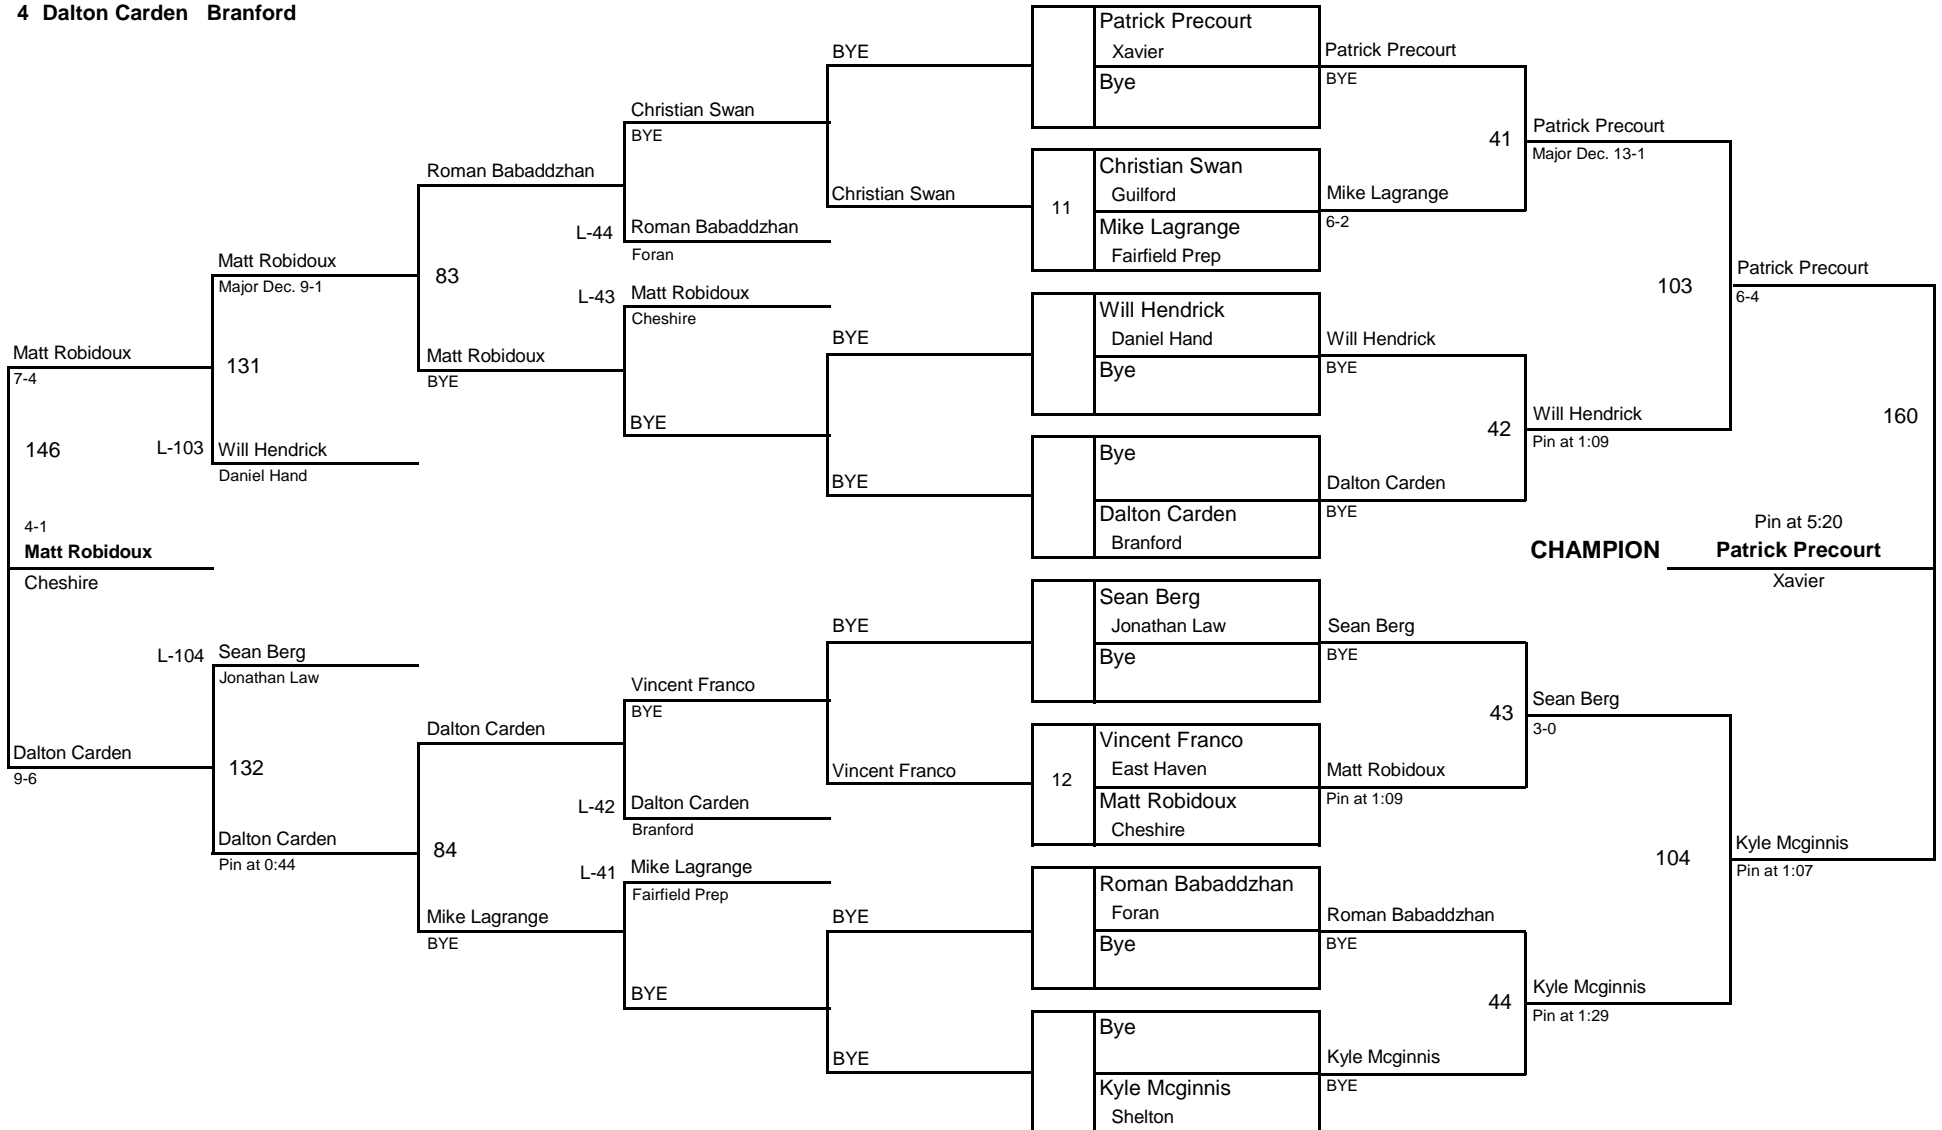 4 Dalton Carden Branford
Patrick Precourt
Xavier
Bye
Christian Swan
Guilford
11
Mike Lagrange
Fairfield Prep
Will Hendrick
Daniel Hand
Bye
Bye
Dalton Carden
Branford
Sean Berg
Jonathan Law
Bye
Vincent Franco
East Haven
12
Matt Robidoux
Cheshire
Roman Babaddzhan
Foran
Bye
Bye
Kyle Mcginnis
Shelton
Patrick Precourt
BYE
41
Mike Lagrange
6-2
Will Hendrick
BYE
42
Dalton Carden
BYE
Sean Berg
BYE
43
Matt Robidoux
Pin at 1:09
Roman Babaddzhan
BYE
44
Kyle Mcginnis
BYE
Patrick Precourt
Major Dec. 13-1
103
Will Hendrick
Pin at 1:09
Sean Berg
3-0
104
Kyle Mcginnis
Pin at 1:29
Patrick Precourt
6-4
160
Pin at 5:20
CHAMPION Patrick Precourt
Xavier
Kyle Mcginnis
Pin at 1:07
BYE
Christian Swan
BYE
BYE
BYE
Vincent Franco
BYE
BYE
Christian Swan
BYE
L-44 Roman Babaddzhan
Foran
L-43 Matt Robidoux
Cheshire
BYE
Vincent Franco
BYE
L-42 Dalton Carden
Branford
L-41 Mike Lagrange
Fairfield Prep
BYE
Roman Babaddzhan
83
Matt Robidoux
BYE
Dalton Carden
84
Mike Lagrange
BYE
Matt Robidoux
Major Dec. 9-1
131
L-103 Will Hendrick
Daniel Hand
L-104 Sean Berg
Jonathan Law
132
Dalton Carden
Pin at 0:44
Matt Robidoux
7-4
146
4-1
Matt Robidoux
Cheshire
Dalton Carden
9-6